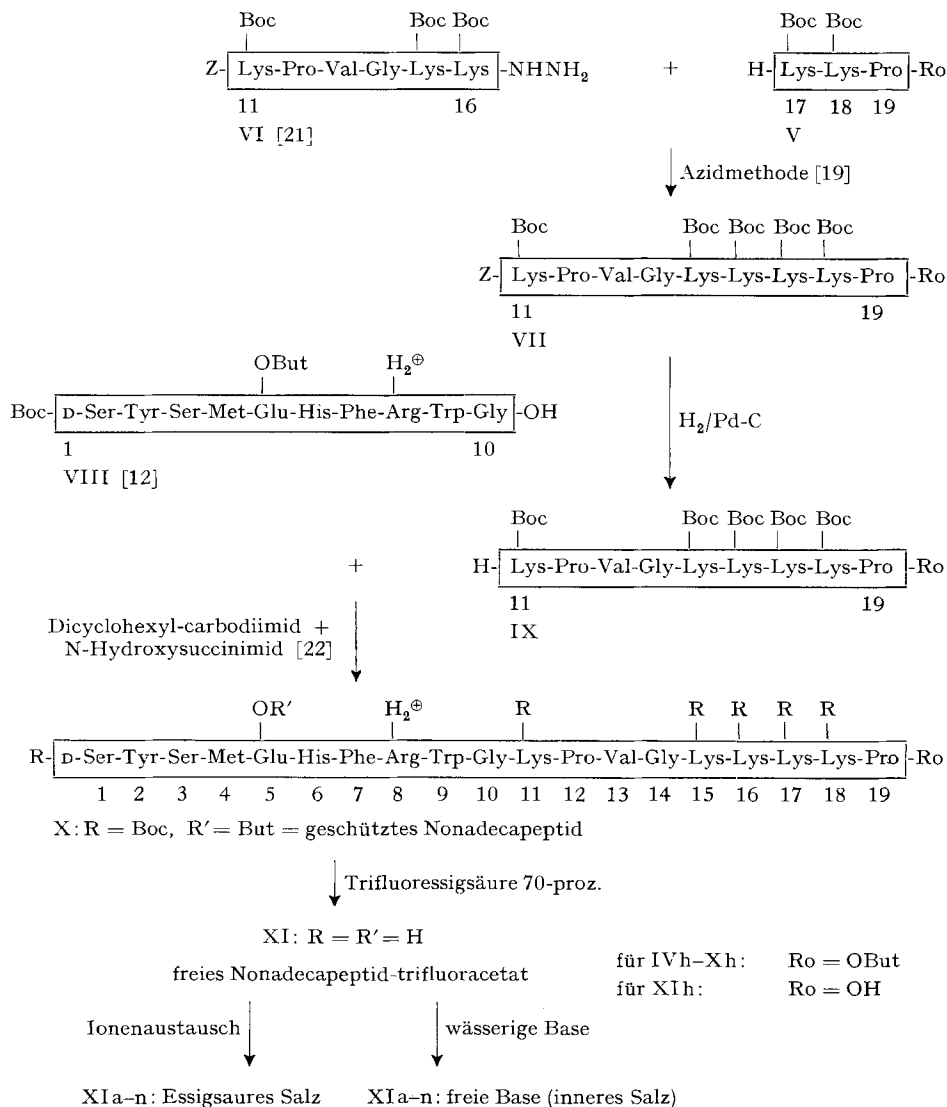 Boc Boc Boc Boc Boc
Z- Lys-Pro-Val-Gly-Lys-Lys -NHNH₂ + H- Lys-Lys-Pro -Ro
11 16 17 18 19
VI [21] V
Azidmethode [19]
Boc Boc Boc Boc Boc
Z- Lys-Pro-Val-Gly-Lys-Lys-Lys-Lys-Pro -Ro
11 19
VII
OBut H₂⊕
Boc- D-Ser-Tyr-Ser-Met-Glu-His-Phe-Arg-Trp-Gly -OH
1 10
VIII [12]
H₂/Pd-C
Boc Boc Boc Boc Boc
+ H- Lys-Pro-Val-Gly-Lys-Lys-Lys-Lys-Pro -Ro
11 19
IX
Dicyclohexyl-carbodiimid +
N-Hydroxysuccinimid [22]
OR′ H₂⊕ R R R R R
R- D-Ser-Tyr-Ser-Met-Glu-His-Phe-Arg-Trp-Gly-Lys-Pro-Val-Gly-Lys-Lys-Lys-Lys-Pro -Ro
1 2 3 4 5 6 7 8 9 10 11 12 13 14 15 16 17 18 19
X: R = Boc, R′ = But = geschütztes Nonadecapeptid
Trifluoressigsäure 70-proz.
XI: R = R′ = H
freies Nonadecapeptid-trifluoracetat
für IVh–Xh: Ro = OBut
für XIh: Ro = OH
Ionenaustausch wässerige Base
XIa–n: Essigsaures Salz XIa–n: freie Base (inneres Salz)